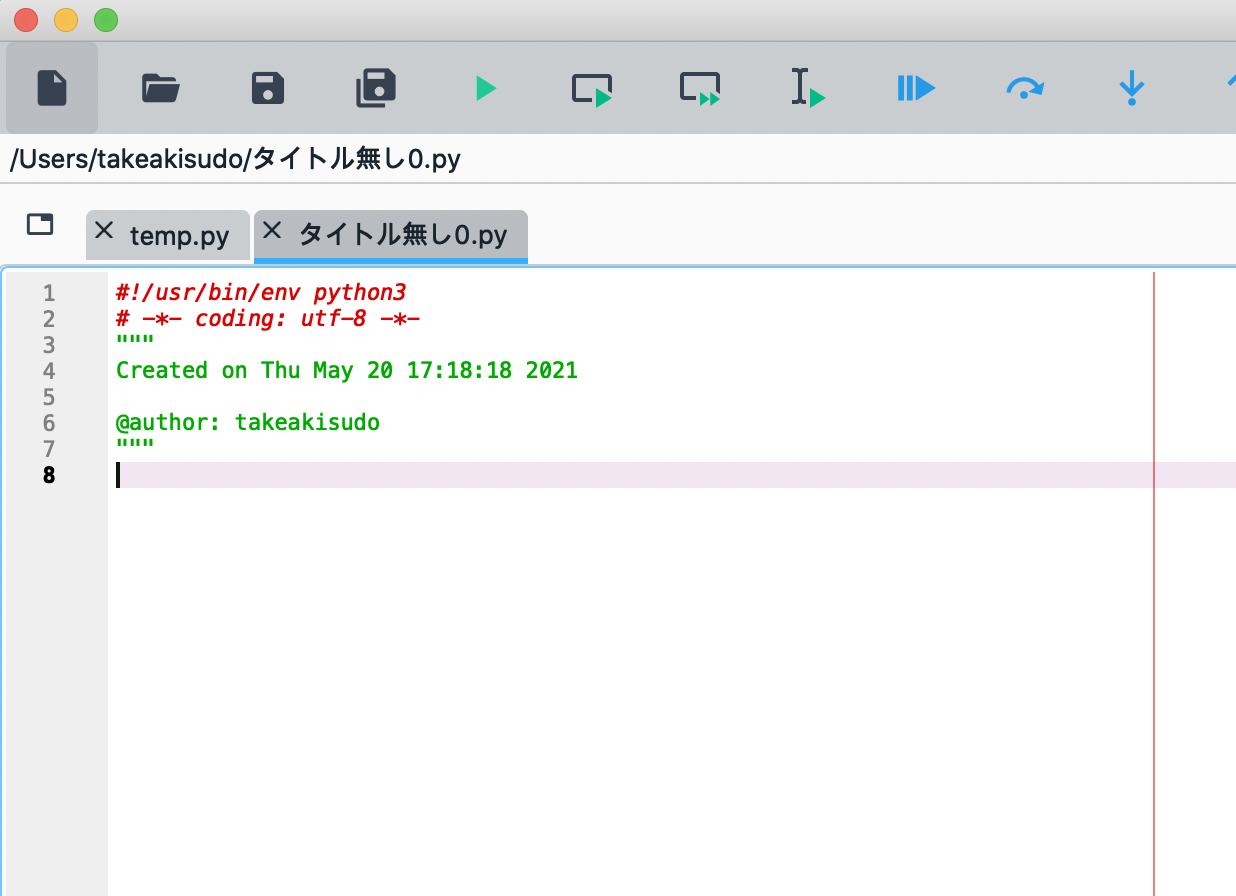 /Users/takeakisudo/タイトル無し0.py
temp.py
タイトル無し0.py
1 #!/usr/bin/env python3
2 # -*- coding: utf-8 -*-
3 """
4 Created on Thu May 20 17:18:18 2021
5
6 @author: takeakisudo
7 """
8